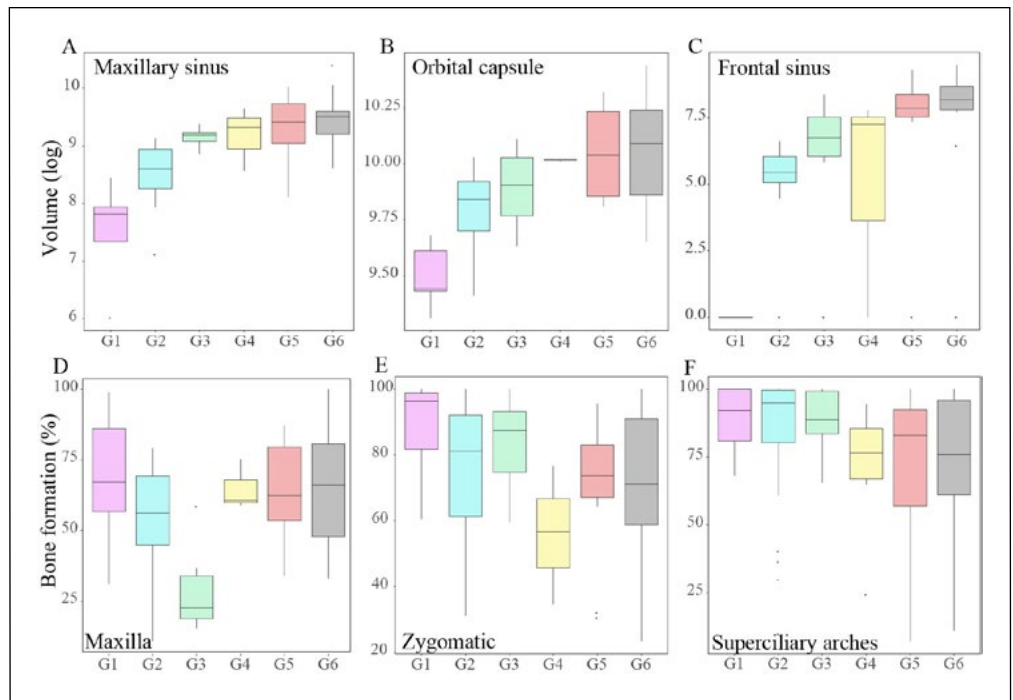 A
Maxillary sinus
10
9
8
7
6
Volume (log)
G1 G2 G3 G4 G5 G6
B
Orbital capsule
10.25
10.00
9.75
9.50
G1 G2 G3 G4 G5 G6
C
Frontal sinus
7.5
5.0
2.5
0.0
G1 G2 G3 G4 G5 G6
D
100
75
50
25
Bone formation (%)
Maxilla
G1 G2 G3 G4 G5 G6
E
100
80
60
40
20
Zygomatic
G1 G2 G3 G4 G5 G6
F
100
75
50
25
Superciliary arches
G1 G2 G3 G4 G5 G6